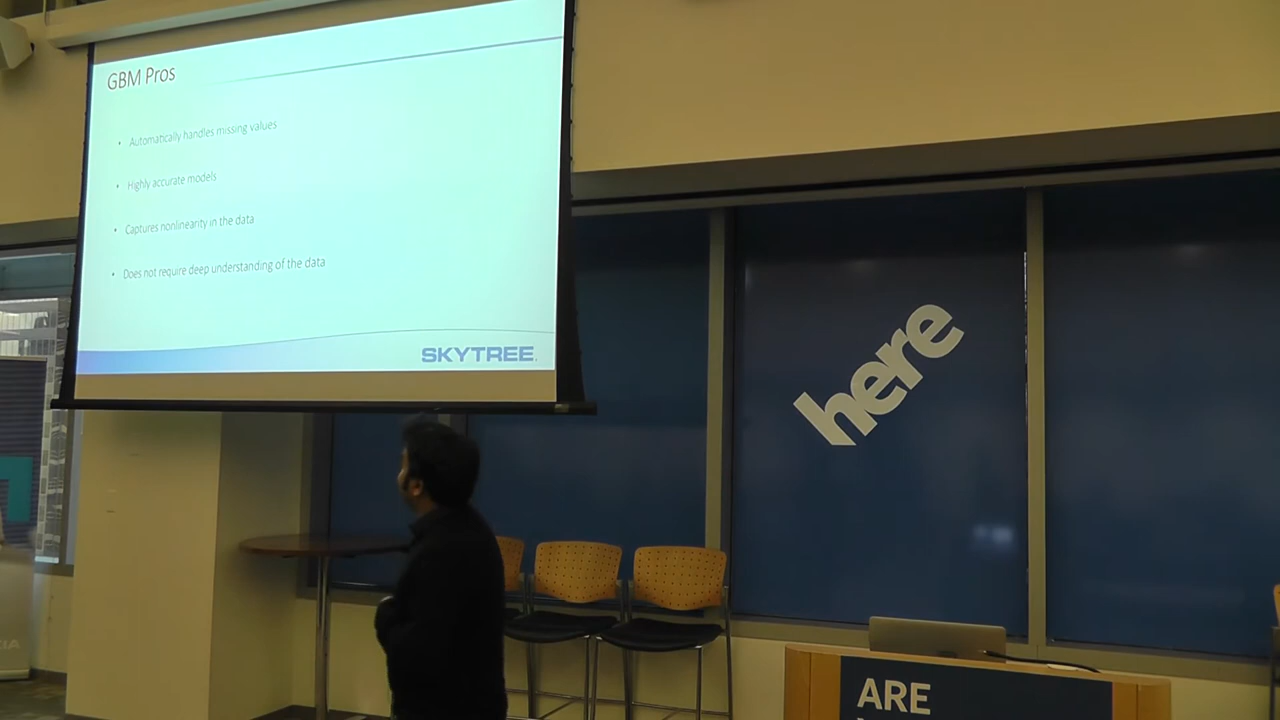 GBM Pros
• Automatically handles missing values
• Highly accurate models
• Captures nonlinearity in the data
• Does not require deep understanding of the data
SKYTREE
here
ARE